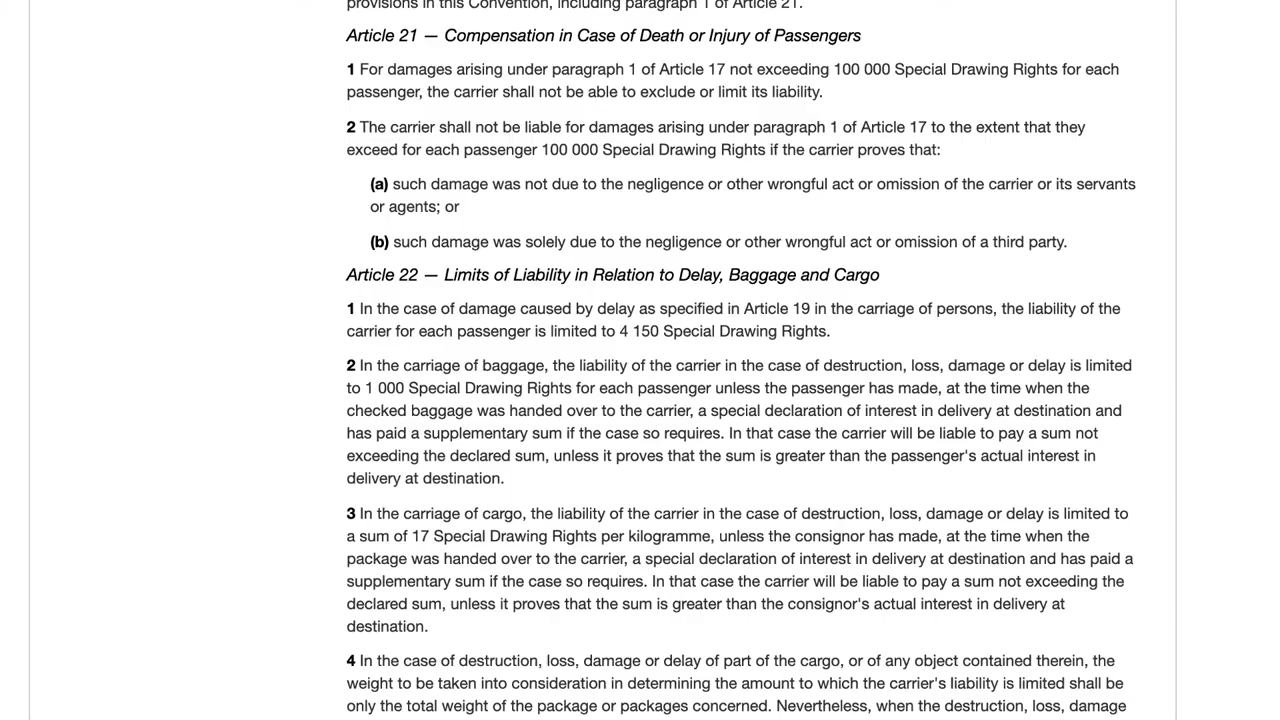 provisions in this Convention, including paragraph 1 of Article 21.
Article 21 — Compensation in Case of Death or Injury of Passengers
1 For damages arising under paragraph 1 of Article 17 not exceeding 100 000 Special Drawing Rights for each
passenger, the carrier shall not be able to exclude or limit its liability.
2 The carrier shall not be liable for damages arising under paragraph 1 of Article 17 to the extent that they
exceed for each passenger 100 000 Special Drawing Rights if the carrier proves that:
(a) such damage was not due to the negligence or other wrongful act or omission of the carrier or its servants
or agents; or
(b) such damage was solely due to the negligence or other wrongful act or omission of a third party.
Article 22 — Limits of Liability in Relation to Delay, Baggage and Cargo
1 In the case of damage caused by delay as specified in Article 19 in the carriage of persons, the liability of the
carrier for each passenger is limited to 4 150 Special Drawing Rights.
2 In the carriage of baggage, the liability of the carrier in the case of destruction, loss, damage or delay is limited
to 1 000 Special Drawing Rights for each passenger unless the passenger has made, at the time when the
checked baggage was handed over to the carrier, a special declaration of interest in delivery at destination and
has paid a supplementary sum if the case so requires. In that case the carrier will be liable to pay a sum not
exceeding the declared sum, unless it proves that the sum is greater than the passenger's actual interest in
delivery at destination.
3 In the carriage of cargo, the liability of the carrier in the case of destruction, loss, damage or delay is limited to
a sum of 17 Special Drawing Rights per kilogramme, unless the consignor has made, at the time when the
package was handed over to the carrier, a special declaration of interest in delivery at destination and has paid a
supplementary sum if the case so requires. In that case the carrier will be liable to pay a sum not exceeding the
declared sum, unless it proves that the sum is greater than the consignor's actual interest in delivery at
destination.
4 In the case of destruction, loss, damage or delay of part of the cargo, or of any object contained therein, the
weight to be taken into consideration in determining the amount to which the carrier's liability is limited shall be
only the total weight of the package or packages concerned. Nevertheless, when the destruction, loss, damage